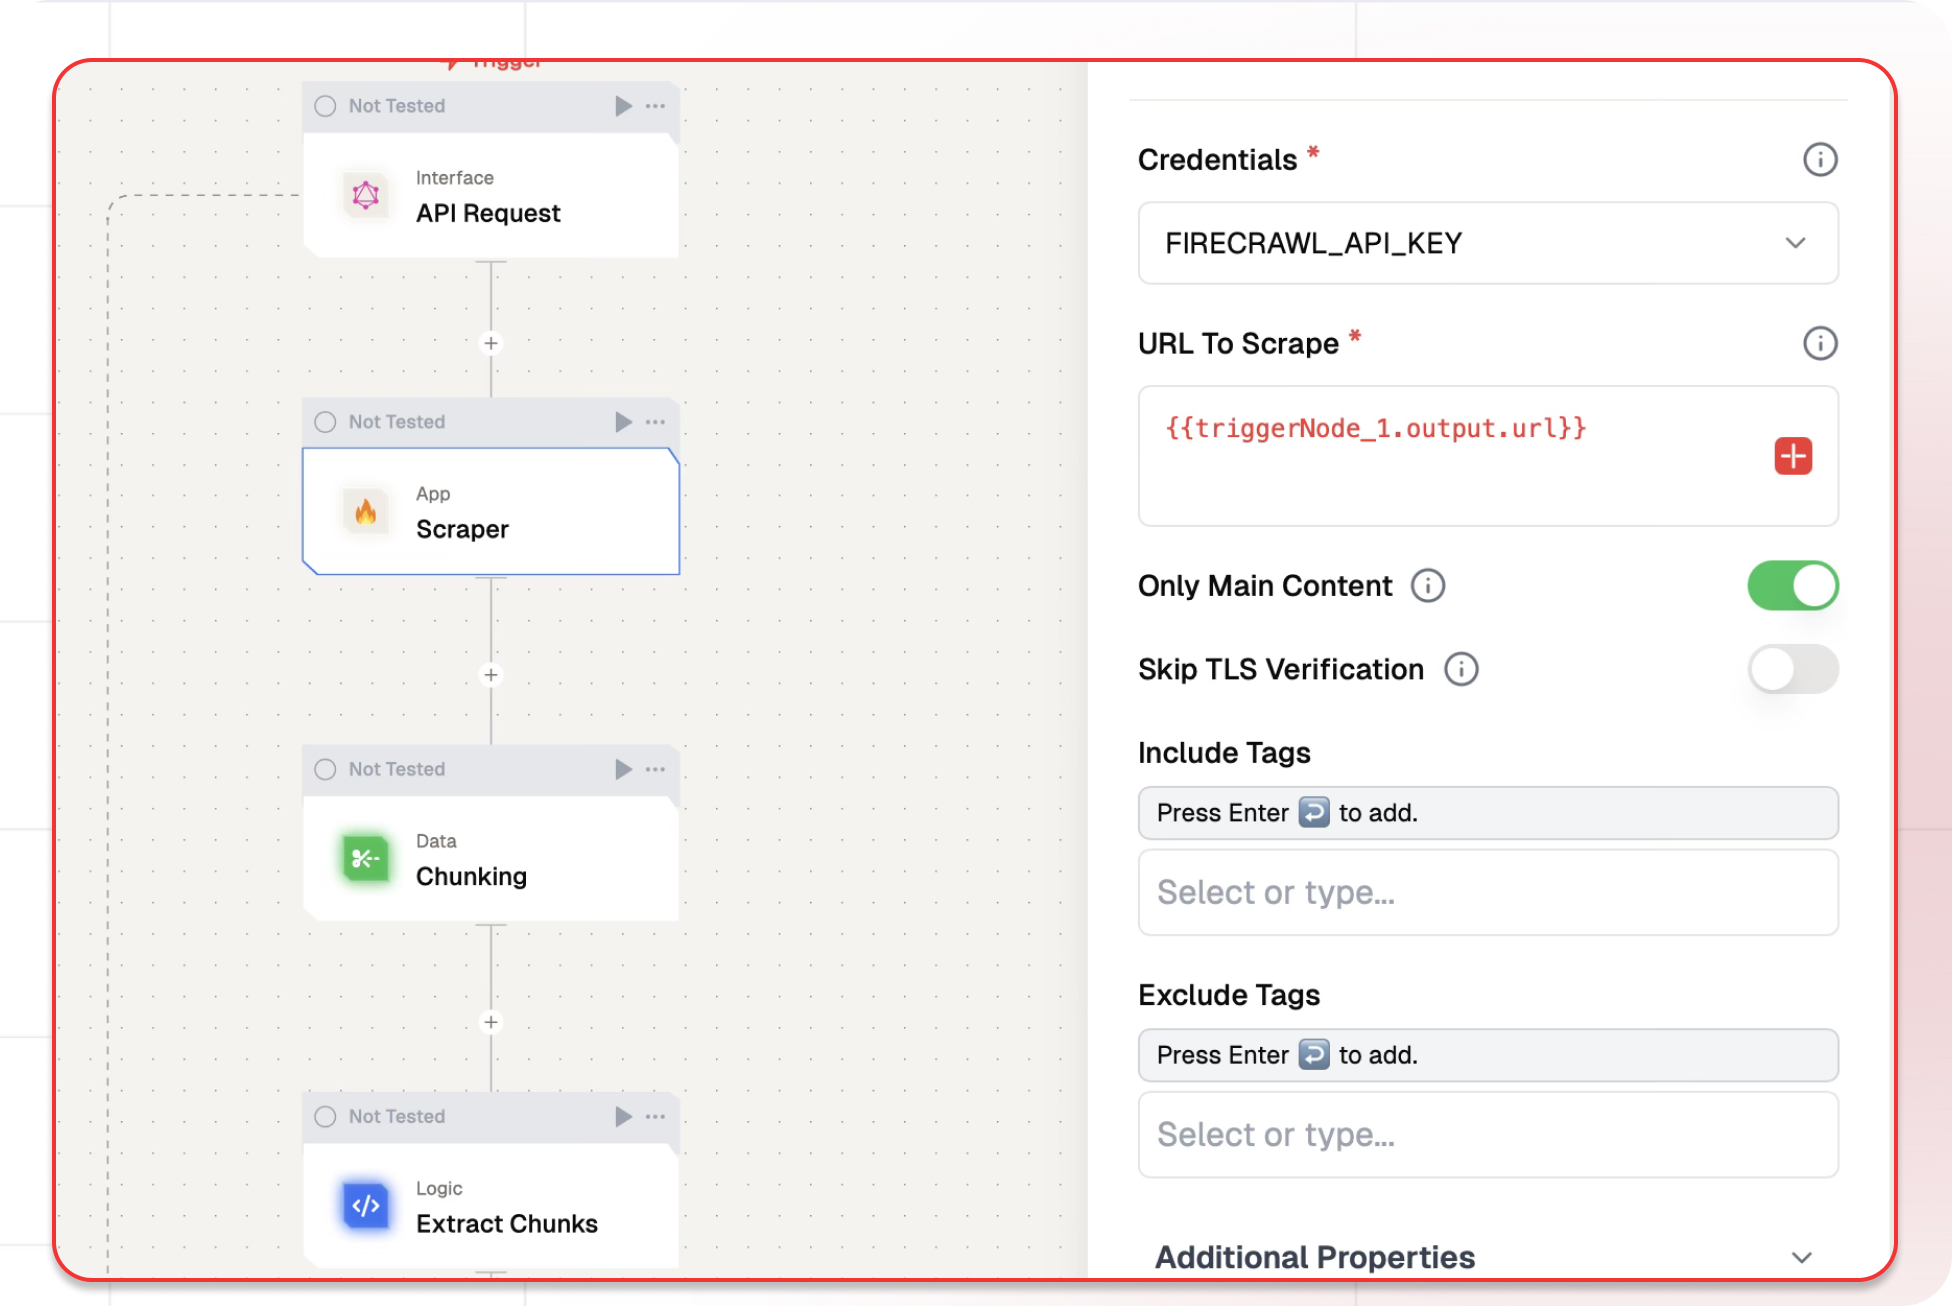 Trigger
Not Tested
Interface
API Request
Not Tested
App
Scraper
Not Tested
Data
Chunking
Not Tested
Logic
Extract Chunks
Credentials *
FIRECRAWL_API_KEY
URL To Scrape *
{{triggerNode_1.output.url}}
Only Main Content
Skip TLS Verification
Include Tags
Press Enter ↩️ to add.
Select or type...
Exclude Tags
Press Enter ↩️ to add.
Select or type...
Additional Properties